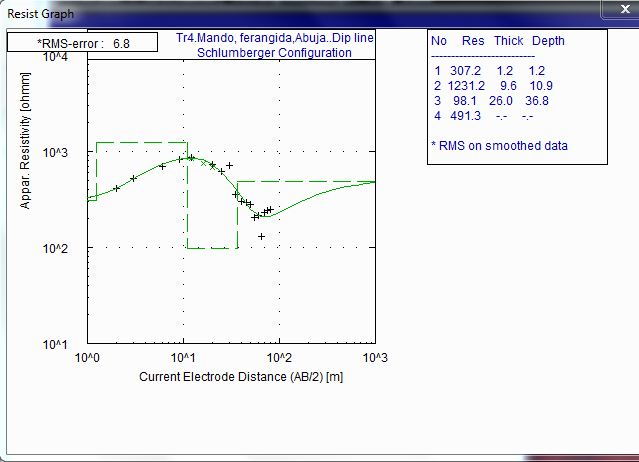 Resist Graph
X
*RMS-error : 6.8
Tr4.Mando, ferangida,Abuja..Dip line
Schlumberger Configuration
Appar. Resistivity [ohmm]
10^4
10^3
10^2
10^1
10^0 10^1 10^2 10^3
Current Electrode Distance (AB/2) [m]
No Res Thick Depth
--------------------------
1 307.2 1.2 1.2
2 1231.2 9.6 10.9
3 98.1 26.0 36.8
4 491.3 -.- -.-
* RMS on smoothed data